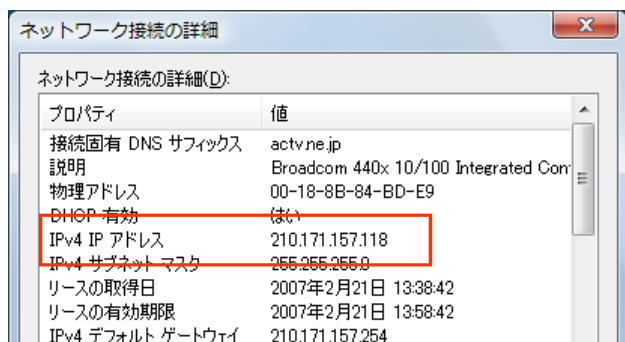 ネットワーク接続の詳細
ネットワーク接続の詳細(D):
プロパティ 値
接続固有 DNS サフィックス actv.ne.jp
説明 Broadcom 440x 10/100 Integrated
物理アドレス 00-18-8B-84-BD-E9
DHCP 有効 はい
IPv4 IP アドレス 210.171.157.118
IPv4 サブネット マスク 255.255.255.0
リースの取得日 2007年2月21日 13:38:42
リースの有効期限 2007年2月21日 13:58:42
IPv4 デフォルト ゲートウェイ 210.171.157.254